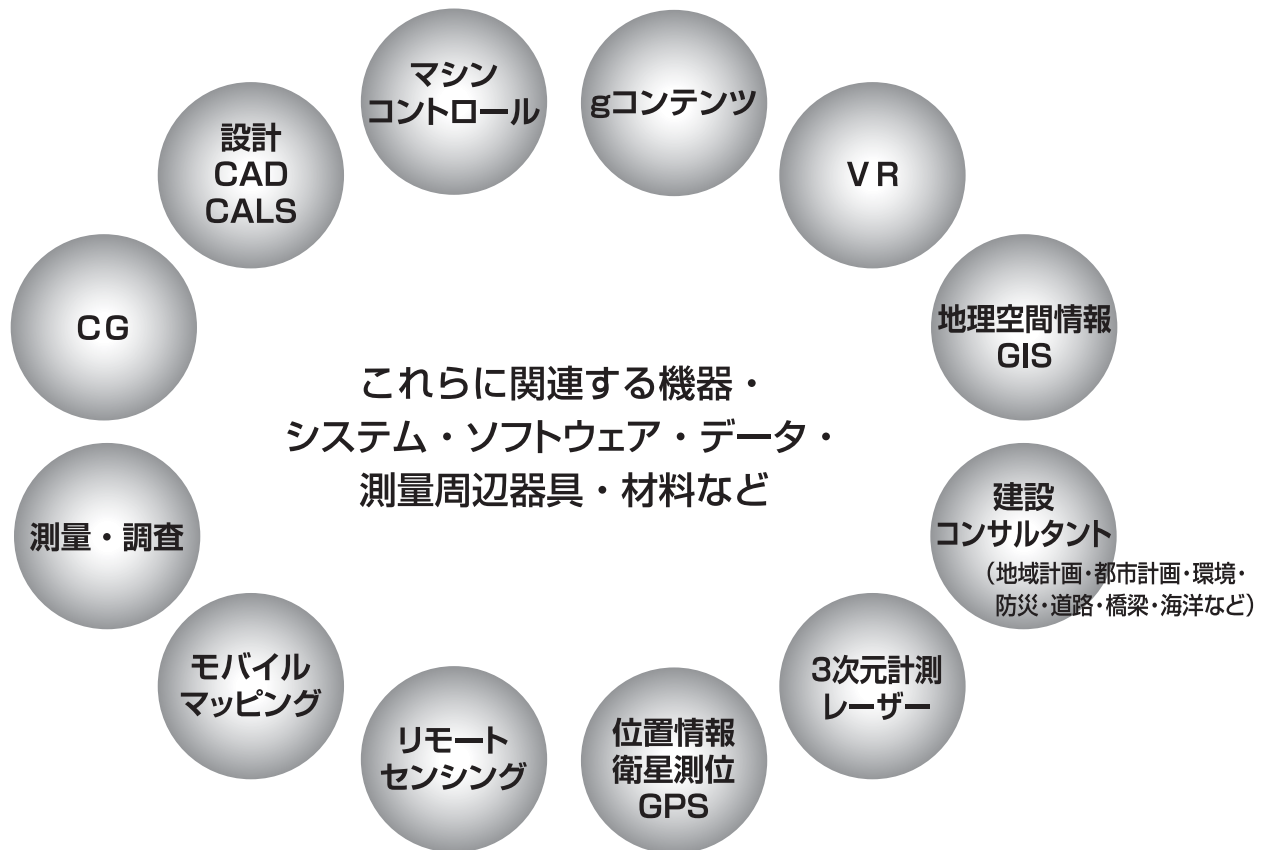 マシン
コントロール
gコンテンツ
設計
CAD
CALS
VR
CG
地理空間情報
GIS
これらに関連する機器・
システム・ソフトウェア・データ・
測量周辺器具・材料など
測量・調査
建設
コンサルタント
（地域計画・都市計画・環境・
防災・道路・橋梁・海洋など）
モバイル
マッピング
3次元計測
レーザー
リモート
センシング
位置情報
衛星測位
GPS